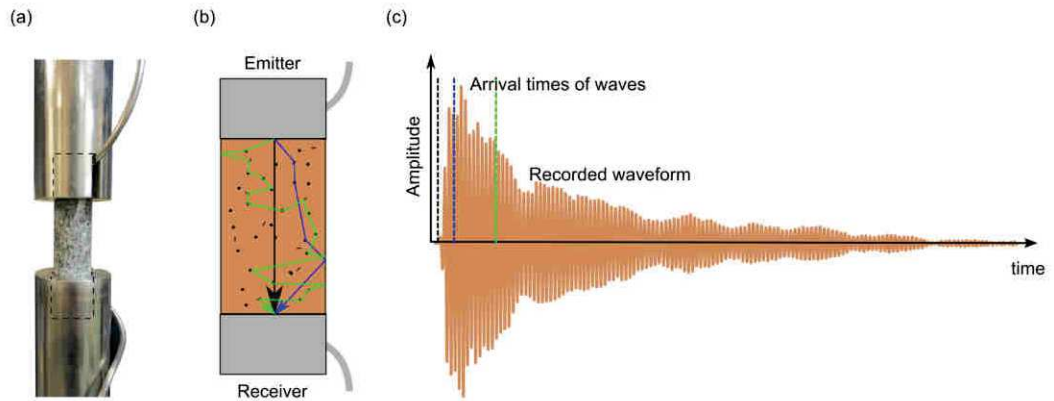 (a)
(b)
(c)
Emitter
Receiver
Arrival times of waves
Recorded waveform
Amplitude
time